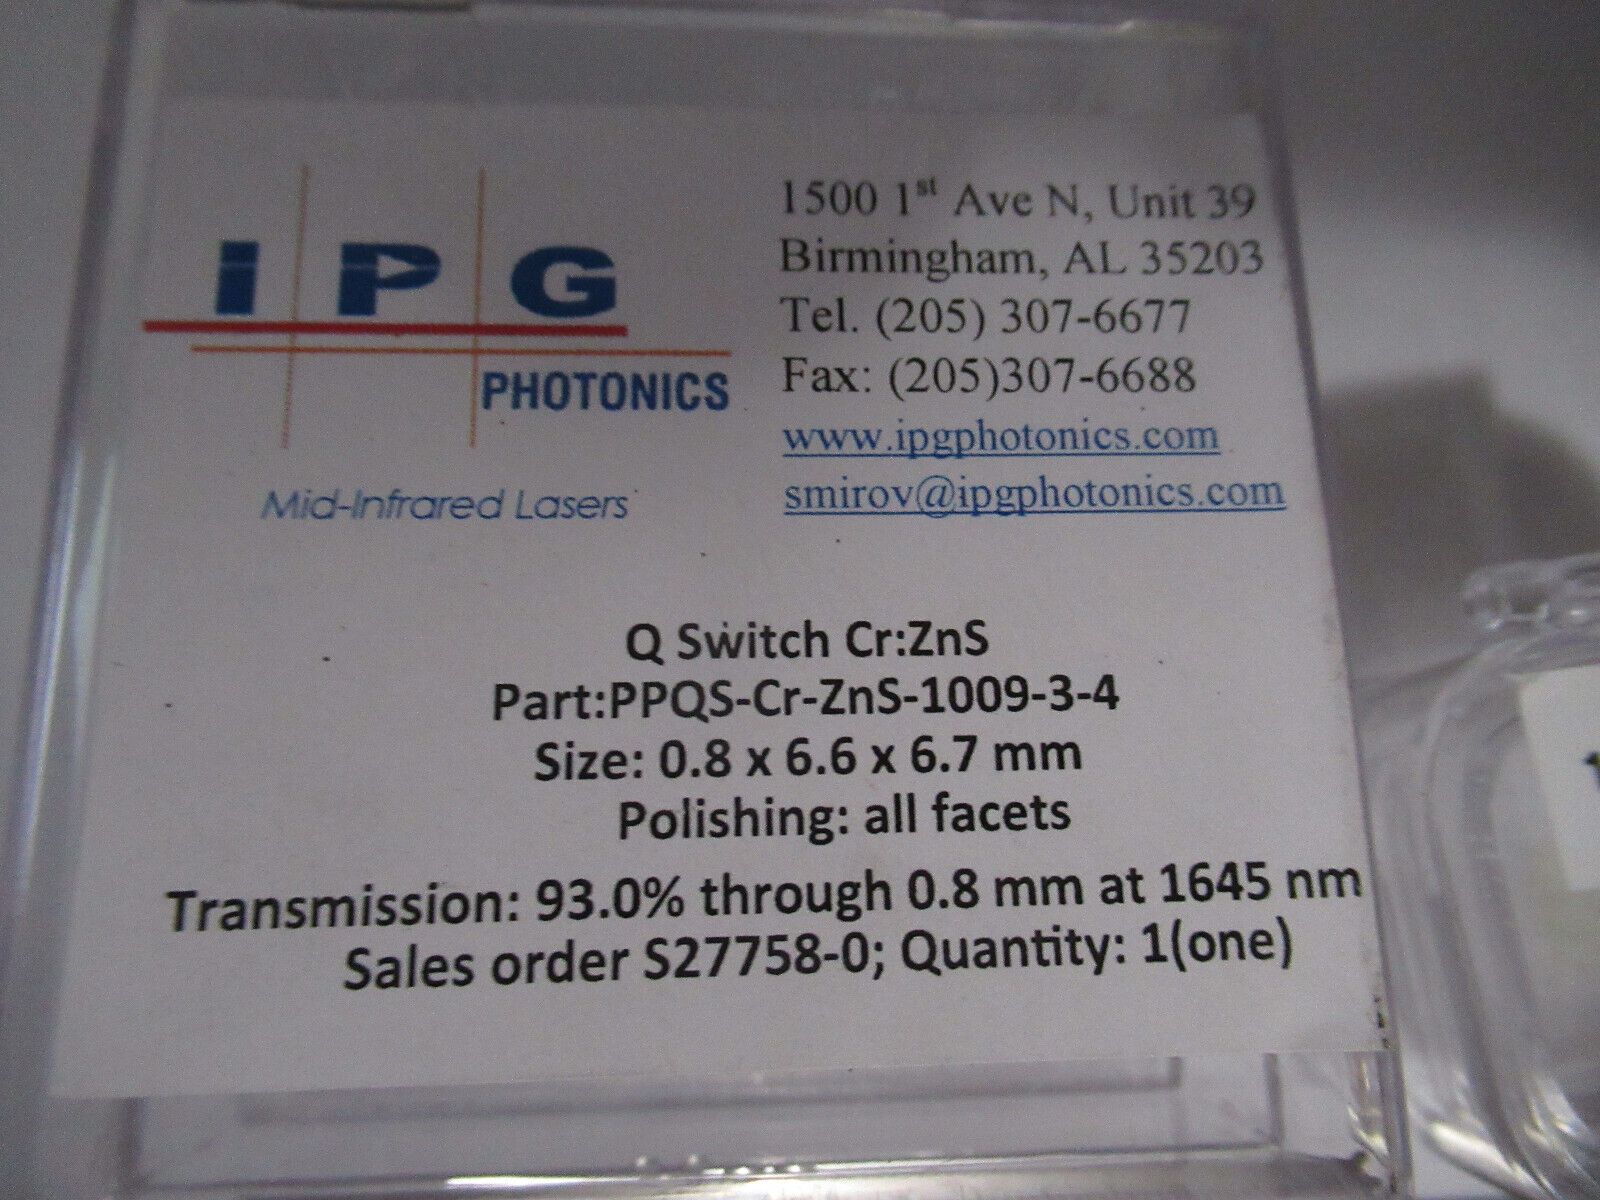 IPG
PHOTONICS
Mid-Infrared Lasers
1500 1st Ave N, Unit 39
Birmingham, AL 35203
Tel. (205) 307-6677
Fax: (205)307-6688
www.ipgphotonics.com
smirov@ipgphotonics.com
Q Switch Cr:ZnS
Part:PPQS-Cr-ZnS-1009-3-4
Size: 0.8 x 6.6 x 6.7 mm
Polishing: all facets
Transmission: 93.0% through 0.8 mm at 1645 nm
Sales order S27758-0; Quantity: 1(one)